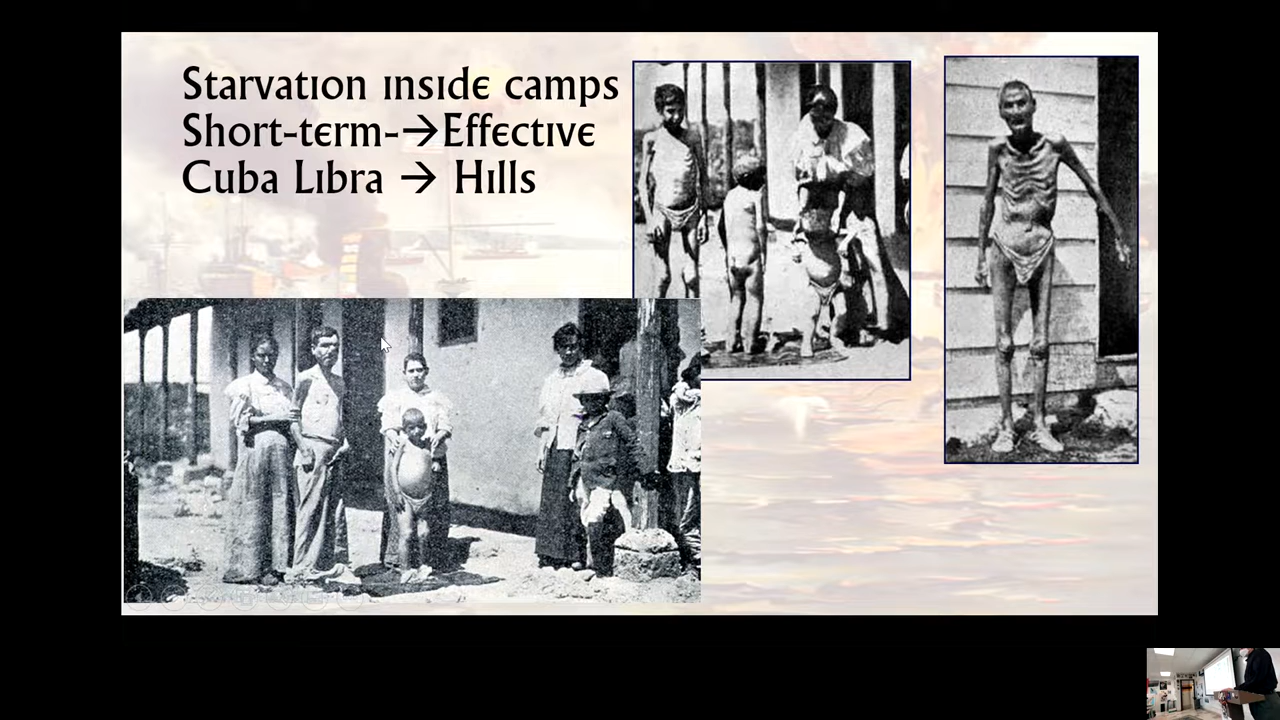 Starvation inside camps
Short-term-→Effective
Cuba Libra → Hills